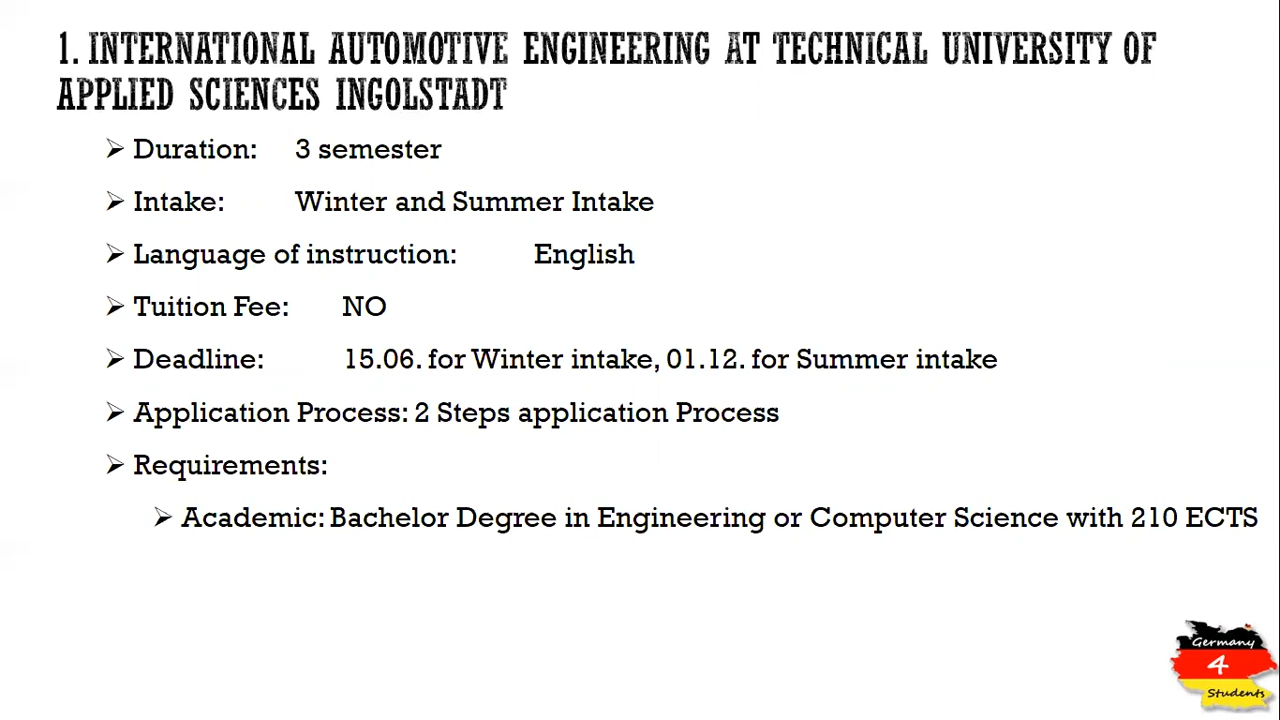 1. INTERNATIONAL AUTOMOTIVE ENGINEERING AT TECHNICAL UNIVERSITY OF
APPLIED SCIENCES INGOLSTADT
➢ Duration: 3 semester
➢ Intake: Winter and Summer Intake
➢ Language of instruction: English
➢ Tuition Fee: NO
➢ Deadline: 15.06. for Winter intake, 01.12. for Summer intake
➢ Application Process: 2 Steps application Process
➢ Requirements:
➢ Academic: Bachelor Degree in Engineering or Computer Science with 210 ECTS
Germany
4
Students